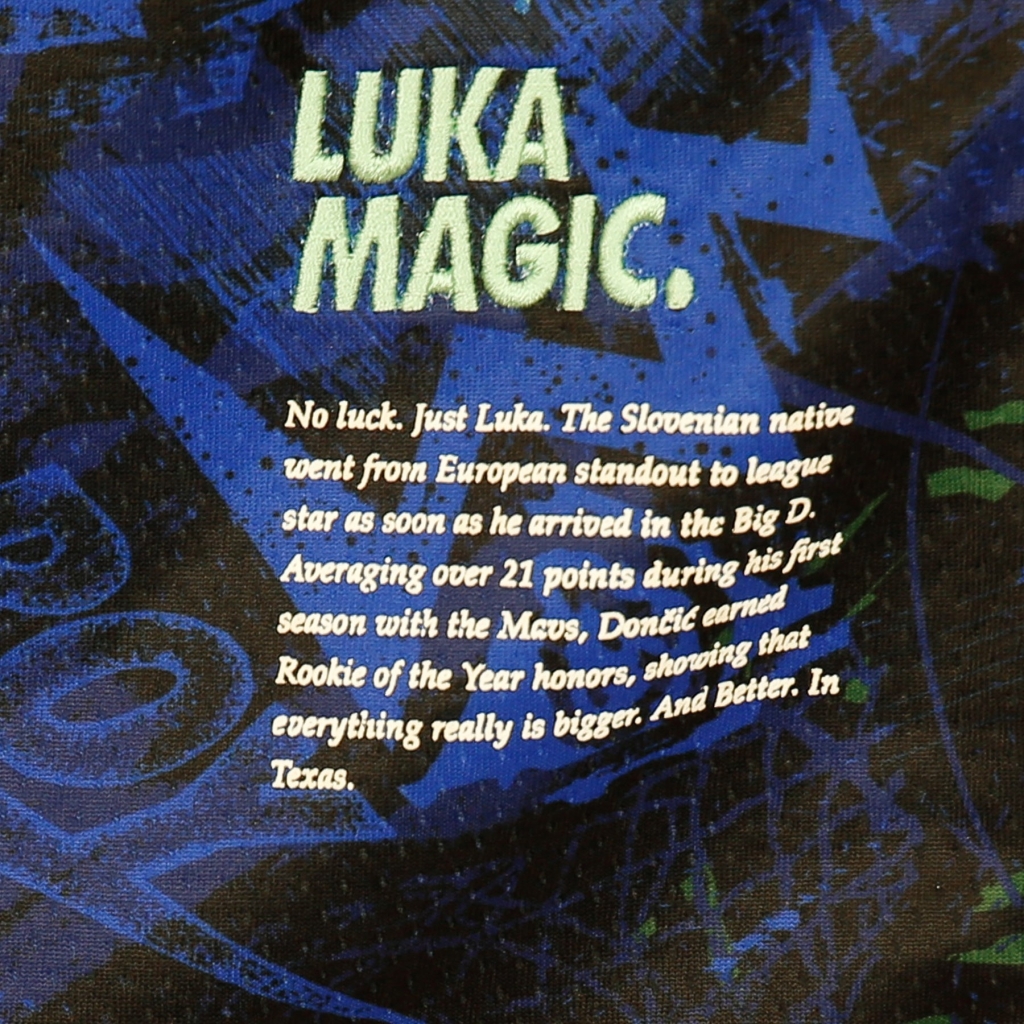 LUKA
MAGIC.
No luck. Just Luka. The Slovenian native
went from European standout to league
star as soon as he arrived in the Big D.
Averaging over 21 points during his first
season with the Mavs, Dončić earned
Rookie of the Year honors, showing that
everything really is bigger. And Better. In
Texas.